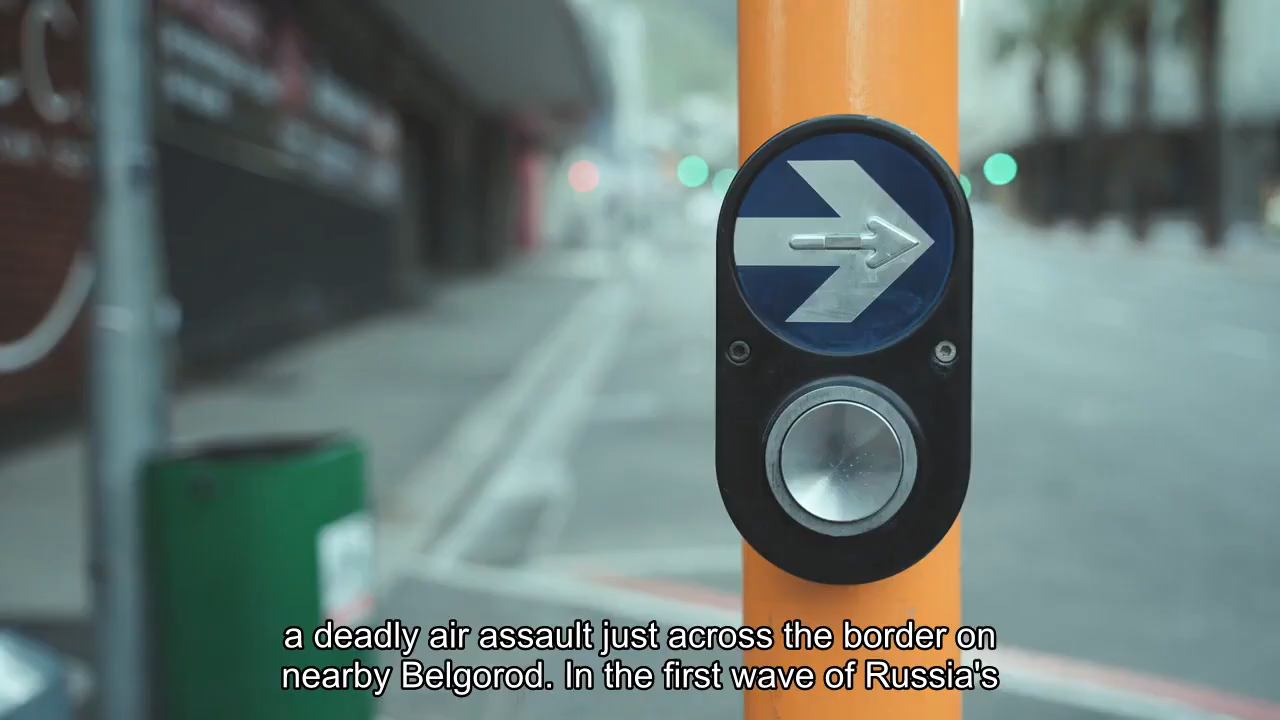 a deadly air assault just across the border on
nearby Belgorod. In the first wave of Russia's